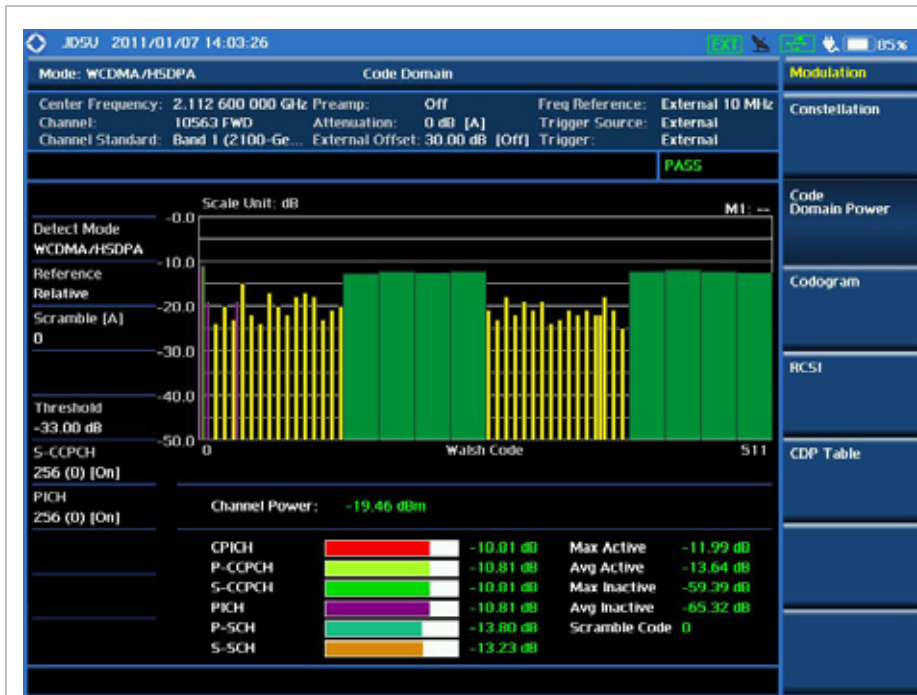 JDSU 2011/01/07 14:03:26 EXT 85%
Mode: WCDMA/HSDPA Code Domain Modulation
Center Frequency: 2.112 600 000 GHz Preamp: Off Freq Reference: External 10 MHz
Channel: 10563 FWD Attenuation: 0 dB [A] Trigger Source: External
Channel Standard: Band 1 (2100-Ge... External Offset: 30.00 dB [Off] Trigger: External
PASS
Constellation
Code
Domain Power
Codogram
RCSI
CDP Table
Scale Unit: dB M1: --
Detect Mode
WCDMA/HSDPA
Reference
Relative
Scramble [A]
0
Threshold
-33.00 dB
S-CCPCH
256 (0) [On]
PICH
256 (0) [On]
-0.0
-10.0
-20.0
-30.0
-40.0
-50.0
0 Walsh Code 511
Channel Power: -19.46 dBm
CPICH -10.81 dB Max Active -11.99 dB
P-CCPCH -10.81 dB Avg Active -13.64 dB
S-CCPCH -10.81 dB Max Inactive -59.39 dB
PICH -10.81 dB Avg Inactive -65.32 dB
P-SCH -13.80 dB Scramble Code 0
S-SCH -13.23 dB